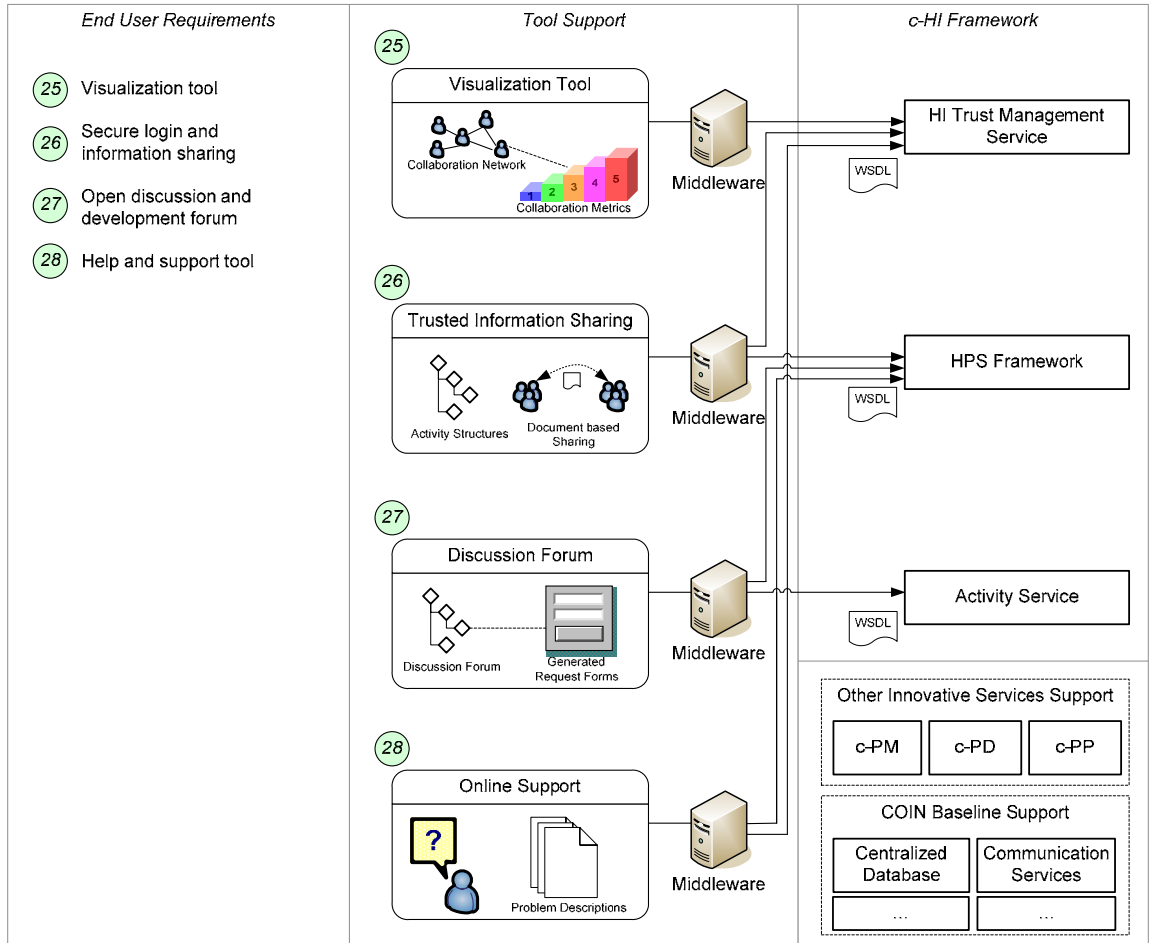 End User Requirements
Tool Support
c-HI Framework
25
Visualization tool
26
Secure login and
information sharing
27
Open discussion and
development forum
28
Help and support tool
25
Visualization Tool
Collaboration Network
1 2 3 4 5
Collaboration Metrics
Middleware
HI Trust Management
Service
WSDL
26
Trusted Information Sharing
Activity Structures
Document based
Sharing
Middleware
HPS Framework
WSDL
27
Discussion Forum
Discussion Forum
Generated
Request Forms
Middleware
Activity Service
WSDL
28
Online Support
?
Problem Descriptions
Middleware
Other Innovative Services Support
c-PM
c-PD
c-PP
COIN Baseline Support
Centralized
Database
Communication
Services
...
...